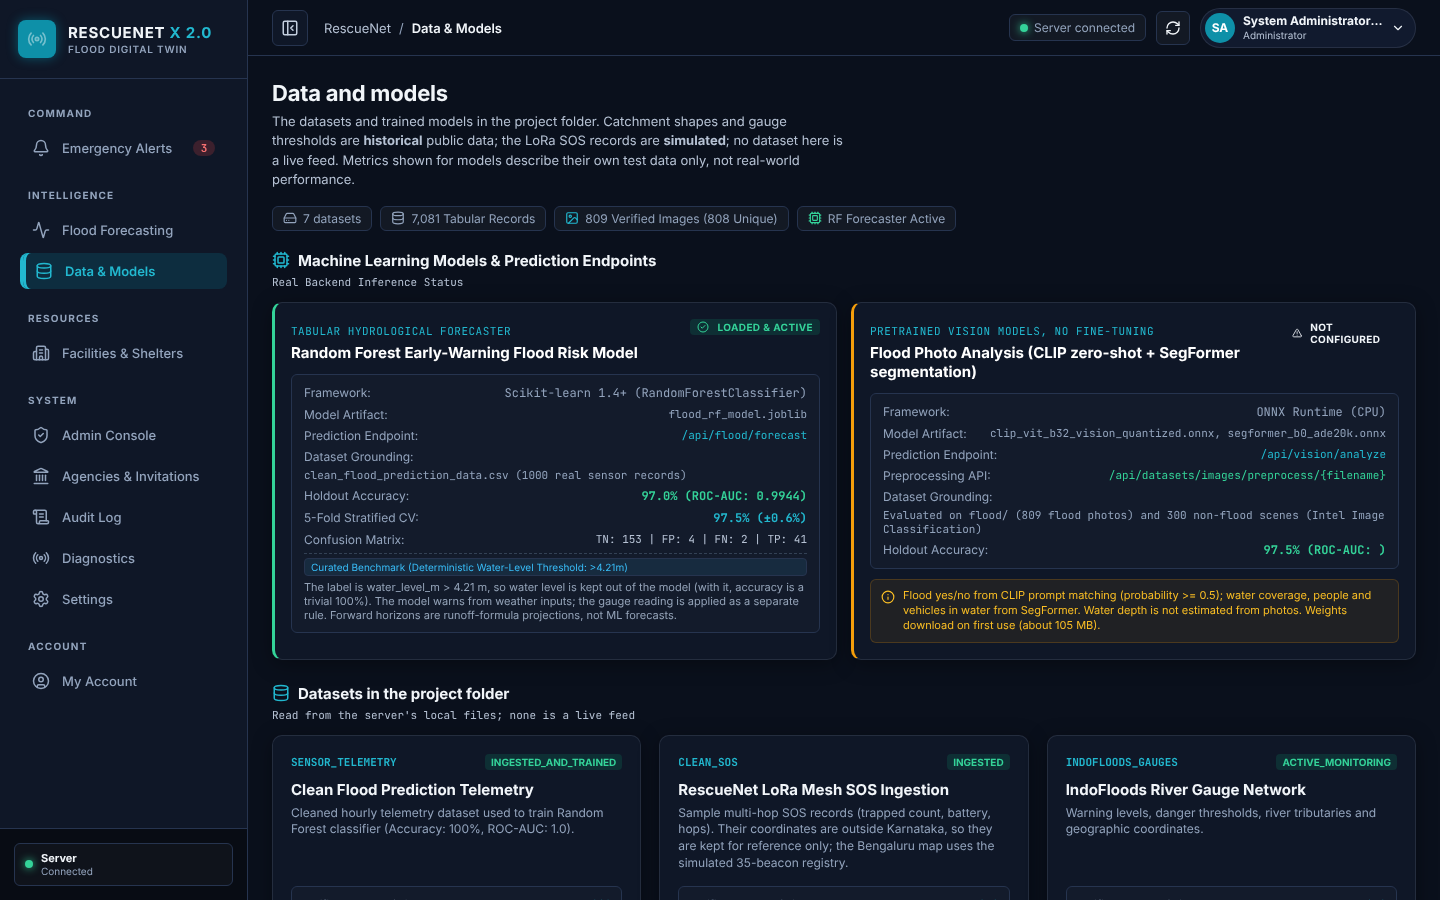 RESCUENET X 2.0
FLOOD DIGITAL TWIN
COMMAND
Emergency Alerts 3
INTELLIGENCE
Flood Forecasting
Data & Models
RESOURCES
Facilities & Shelters
SYSTEM
Admin Console
Agencies & Invitations
Audit Log
Diagnostics
Settings
ACCOUNT
My Account
Server
Connected
RescueNet / Data & Models
Server connected
SA
System Administrator...
Administrator
Data and models
The datasets and trained models in the project folder. Catchment shapes and gauge
thresholds are historical public data; the LoRa SOS records are simulated; no dataset here is
a live feed. Metrics shown for models describe their own test data only, not real-world
performance.
7 datasets
7,081 Tabular Records
809 Verified Images (808 Unique)
RF Forecaster Active
Machine Learning Models & Prediction Endpoints
Real Backend Inference Status
TABULAR HYDROLOGICAL FORECASTER
LOADED & ACTIVE
Random Forest Early-Warning Flood Risk Model
Framework: Scikit-learn 1.4+ (RandomForestClassifier)
Model Artifact: flood_rf_model.joblib
Prediction Endpoint: /api/flood/forecast
Dataset Grounding:
clean_flood_prediction_data.csv (1000 real sensor records)
Holdout Accuracy: 97.0% (ROC-AUC: 0.9944)
5-Fold Stratified CV: 97.5% (±0.6%)
Confusion Matrix: TN: 153 | FP: 4 | FN: 2 | TP: 41
Curated Benchmark (Deterministic Water-Level Threshold: >4.21m)
The label is water_level_m > 4.21 m, so water level is kept out of the model (with it, accuracy is a
trivial 100%). The model warns from weather inputs; the gauge reading is applied as a separate
rule. Forward horizons are runoff-formula projections, not ML forecasts.
PRETRAINED VISION MODELS, NO FINE-TUNING
NOT
CONFIGURED
Flood Photo Analysis (CLIP zero-shot + SegFormer
segmentation)
Framework: ONNX Runtime (CPU)
Model Artifact: clip_vit_b32_vision_quantized.onnx, segformer_b0_ade20k.onnx
Prediction Endpoint: /api/vision/analyze
Preprocessing API: /api/datasets/images/preprocess/{filename}
Dataset Grounding:
Evaluated on flood/ (809 flood photos) and 300 non-flood scenes (Intel Image
Classification)
Holdout Accuracy: 97.5% (ROC-AUC: )
Flood yes/no from CLIP prompt matching (probability >= 0.5); water coverage, people and
vehicles in water from SegFormer. Water depth is not estimated from photos. Weights
download on first use (about 105 MB).
Datasets in the project folder
Read from the server's local files; none is a live feed
SENSOR_TELEMETRY
INGESTED_AND_TRAINED
Clean Flood Prediction Telemetry
Cleaned hourly telemetry dataset used to train Random
Forest classifier (Accuracy: 100%, ROC-AUC: 1.0).
CLEAN_SOS
INGESTED
RescueNet LoRa Mesh SOS Ingestion
Sample multi-hop SOS records (trapped count, battery,
hops). Their coordinates are outside Karnataka, so they
are kept for reference only; the Bengaluru map uses the
simulated 35-beacon registry.
INDOFLOODS_GAUGES
ACTIVE_MONITORING
IndoFloods River Gauge Network
Warning levels, danger thresholds, river tributaries and
geographic coordinates.